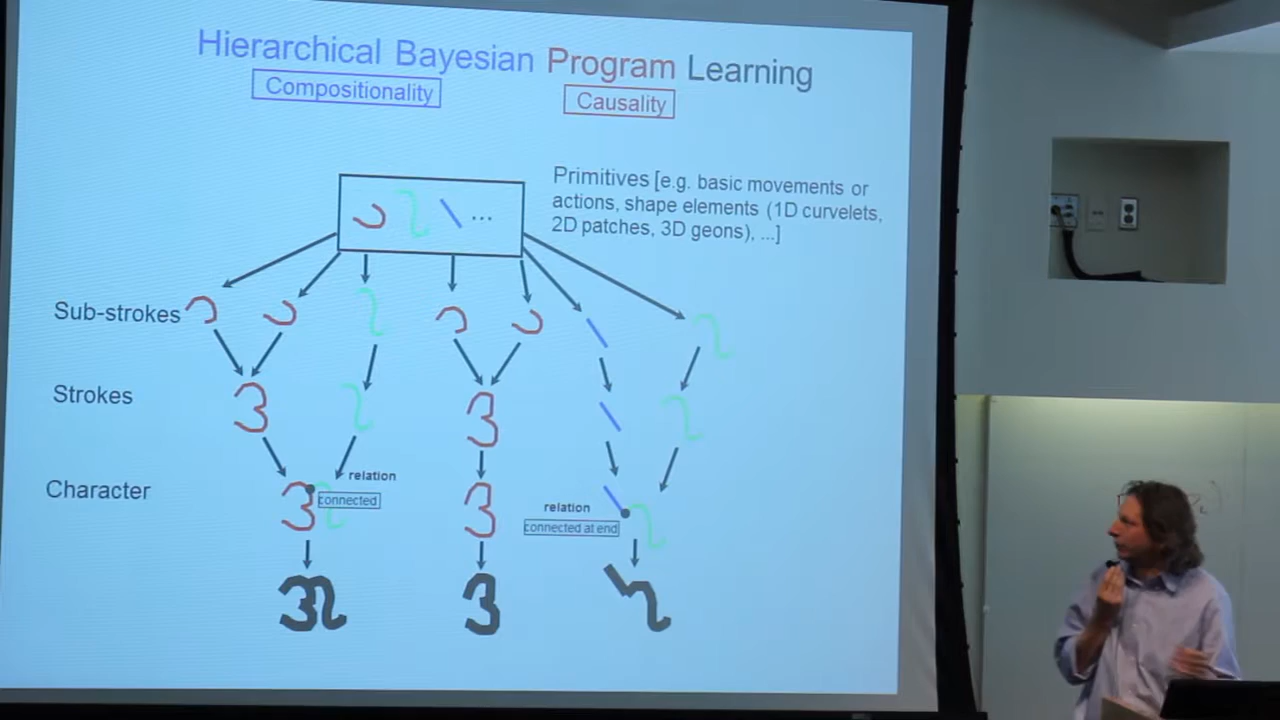 Hierarchical Bayesian Program Learning
Compositionality
Causality
Primitives [e.g. basic movements or
actions, shape elements (1D curvelets,
2D patches, 3D geons), ...]
...
Sub-strokes
Strokes
Character
relation
connected
relation
connected at end